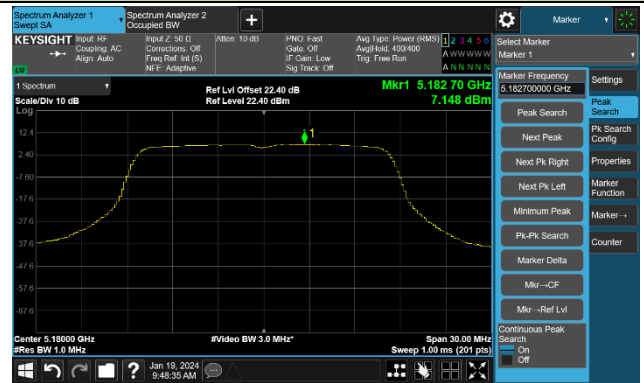 Spectrum Analyzer 1
Swept SA
Spectrum Analyzer 2
Occupied BW
Marker
KEYSIGHT
Input: RF
Coupling: AC
Align: Auto
Input Z: 50 Ω
Corrections: Off
Freq Ref: Int (S)
NFE: Adaptive
Atten: 10 dB
PNO: Fast
Gate: Off
IF Gain: Low
Sig Track: Off
Avg Type: Power (RMS)
Avg|Hold: 400/400
Trig: Free Run
1 2 3 4 5 6
A W W W W W
A N N N N N
Select Marker
Marker 1
1 Spectrum
Scale/Div 10 dB
Log
Ref Lvl Offset 22.40 dB
Ref Level 22.40 dBm
Mkr1 5.182 70 GHz
7.148 dBm
1
12.4
2.40
-7.60
-17.6
-27.6
-37.6
-47.6
-57.6
-67.6
Center 5.18000 GHz
#Res BW 1.0 MHz
#Video BW 3.0 MHz*
Span 30.00 MHz
Sweep 1.00 ms (201 pts)
Marker Frequency
5.182700000 GHz
Peak Search
Next Peak
Next Pk Right
Next Pk Left
Minimum Peak
Pk-Pk Search
Marker Delta
Mkr→CF
Mkr→Ref Lvl
Continuous Peak
Search
On
Off
Settings
Peak
Search
Pk Search
Config
Properties
Marker
Function
Marker→
Counter
?
Jan 19, 2024
9:48:35 AM